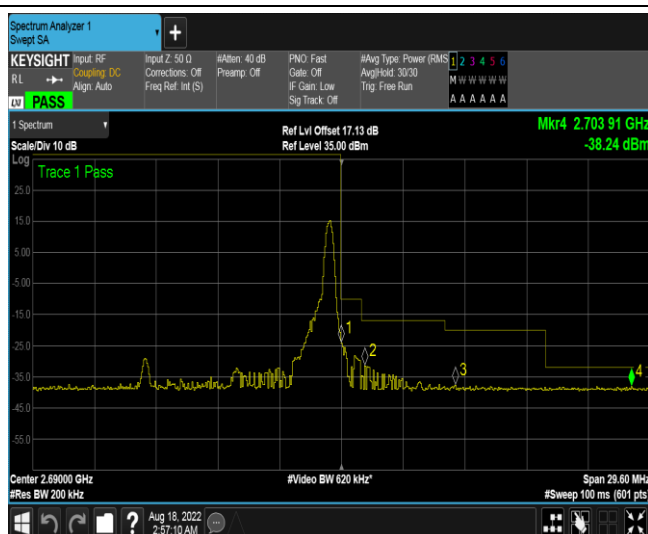 Spectrum Analyzer 1
Swept SA
+
KEYSIGHT Input: RF Input Z: 50 Ω #Atten: 40 dB PNO: Fast #Avg Type: Power (RMS 1 2 3 4 5 6
RL Coupling: DC Corrections: Off Preamp: Off Gate: Off Avg|Hold: 30/30 M W W W W W
Align: Auto Freq Ref: Int (S) IF Gain: Low Trig: Free Run
LXI PASS Sig Track: Off A A A A A A
1 Spectrum Ref Lvl Offset 17.13 dB Mkr4 2.703 91 GHz
Scale/Div 10 dB Ref Level 35.00 dBm -38.24 dBm
Log
Trace 1 Pass
25.0
15.0
5.00
-5.00
-15.0
1
-25.0
2
3
4
-35.0
-45.0
-55.0
Center 2.69000 GHz #Video BW 620 kHz* Span 29.60 MHz
#Res BW 200 kHz #Sweep 100 ms (601 pts)
? Aug 18, 2022
2:57:10 AM